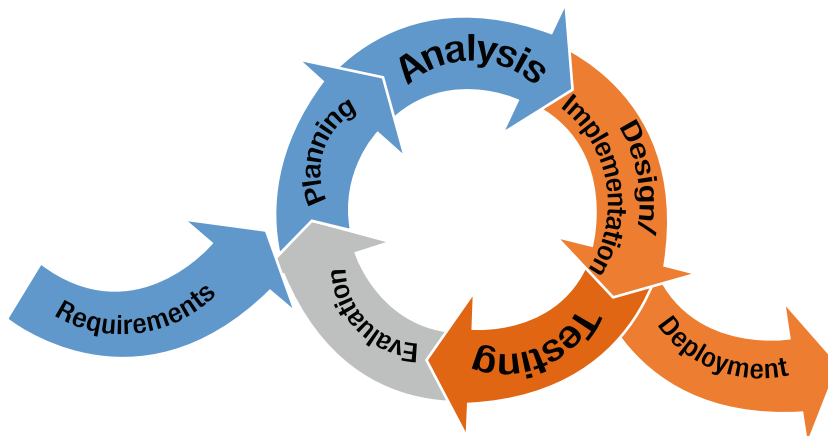 Requirements
Planning
Analysis
Design/
Implementation
Testing
Evaluation
Deployment